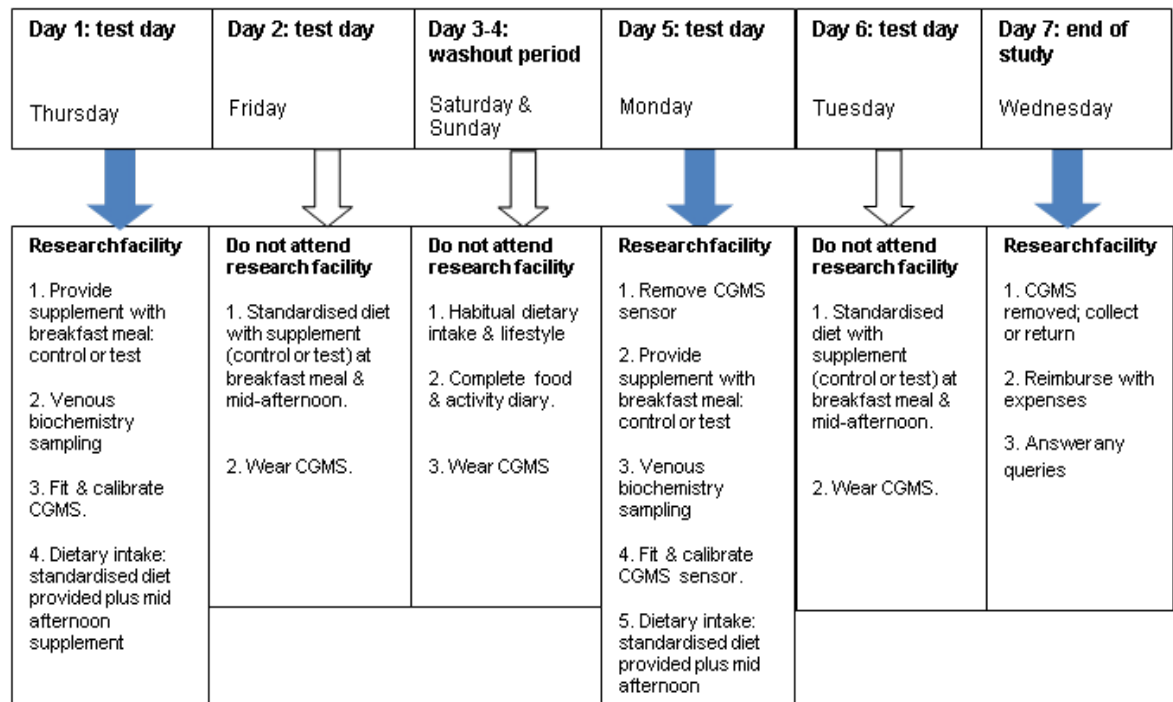 Day 1: test day
Thursday
Day 2: test day
Friday
Day 3-4:
washout period
Saturday &
Sunday
Day 5: test day
Monday
Day 6: test day
Tuesday
Day 7: end of
study
Wednesday
Research facility
1. Provide
supplement with
breakfast meal:
control or test
2. Venous
biochemistry
sampling
3. Fit & calibrate
CGMS.
4. Dietary intake:
standardised diet
provided plus mid
afternoon
supplement
Do not attend
research facility
1. Standardised diet
with supplement
(control or test) at
breakfast meal &
mid-afternoon.
2. Wear CGMS.
Do not attend
research facility
1. Habitual dietary
intake & lifestyle
2. Complete food
& activity diary.
3. Wear CGMS
Research facility
1. Remove CGMS
sensor
2. Provide
supplement with
breakfast meal:
control or test
3. Venous
biochemistry
sampling
4. Fit & calibrate
CGMS sensor.
5. Dietary intake:
standardised diet
provided plus mid
afternoon
Do not attend
research facility
1. Standardised
diet with
supplement
(control or test) at
breakfast meal &
mid-afternoon.
2. Wear CGMS.
Research facility
1. CGMS
removed; collect
or return
2. Reimburse with
expenses
3. Answer any
queries